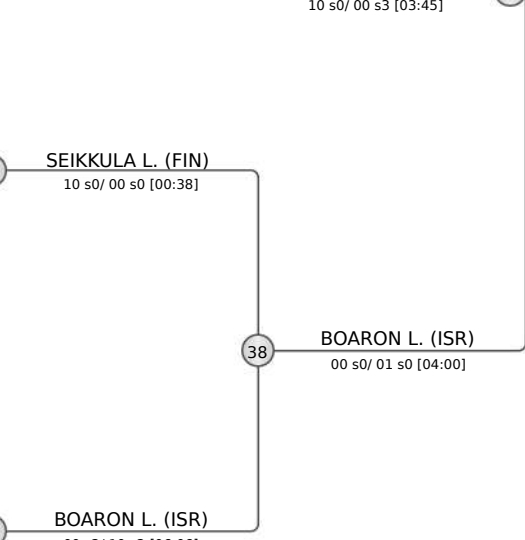 10 s0/ 00 s3 [03:45]
SEIKKULA L. (FIN)
10 s0/ 00 s0 [00:38]
38
BOARON L. (ISR)
00 s0/ 01 s0 [04:00]
BOARON L. (ISR)